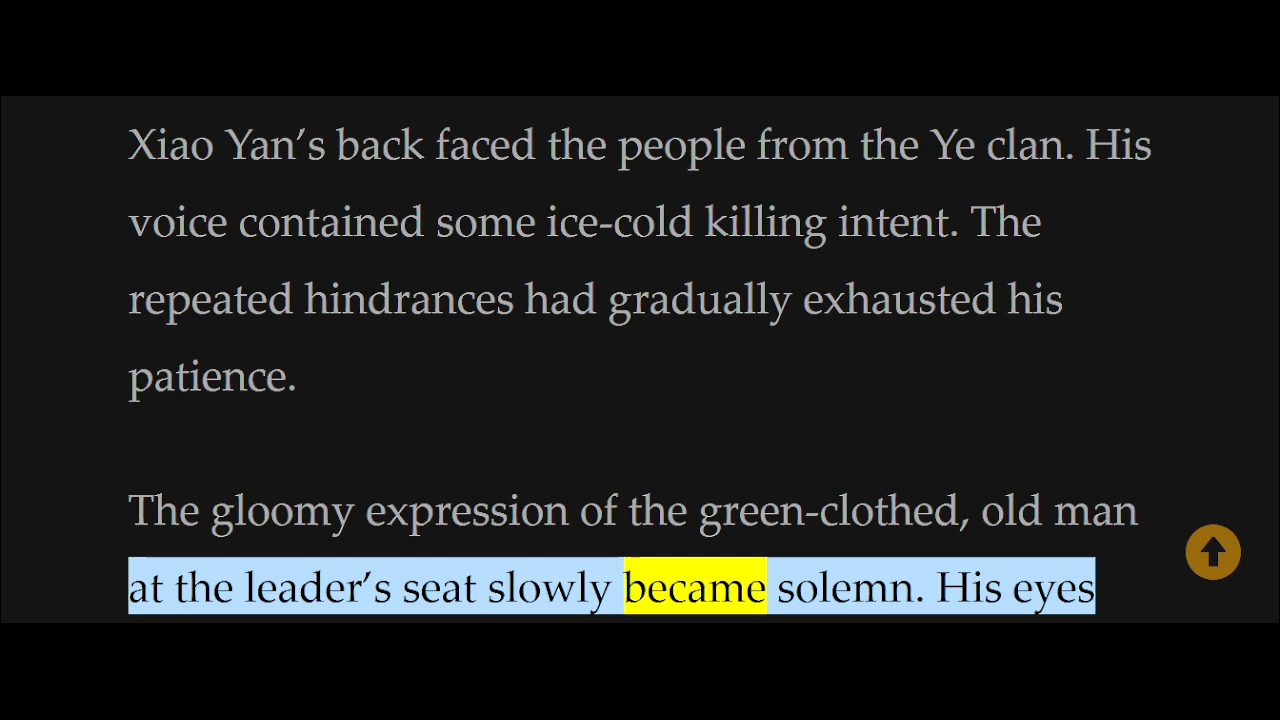 Xiao Yan’s back faced the people from the Ye clan. His
voice contained some ice-cold killing intent. The
repeated hindrances had gradually exhausted his
patience.
The gloomy expression of the green-clothed, old man
at the leader’s seat slowly became solemn. His eyes